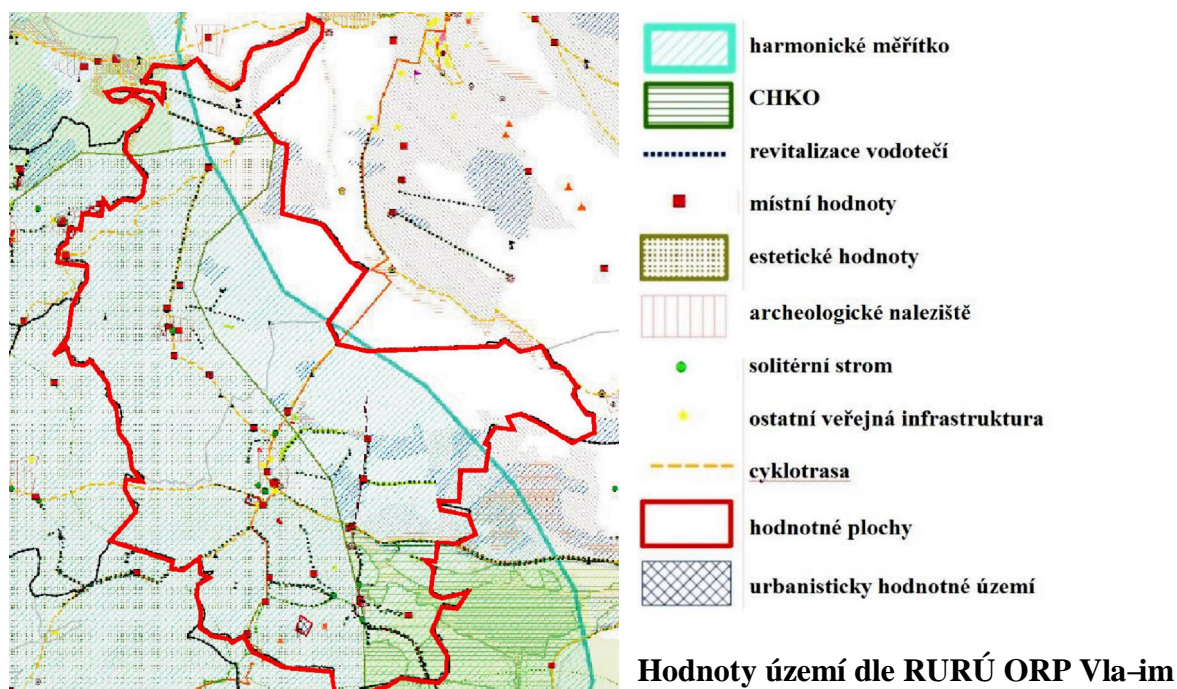 harmonické měřítko
CHKO
revitalizace vodotečí
místní hodnoty
estetické hodnoty
archeologické naleziště
solitérní strom
ostatní veřejná infrastruktura
cyklotrasa
hodnotné plochy
urbanisticky hodnotné území
Hodnoty území dle RURÚ ORP Vla–im